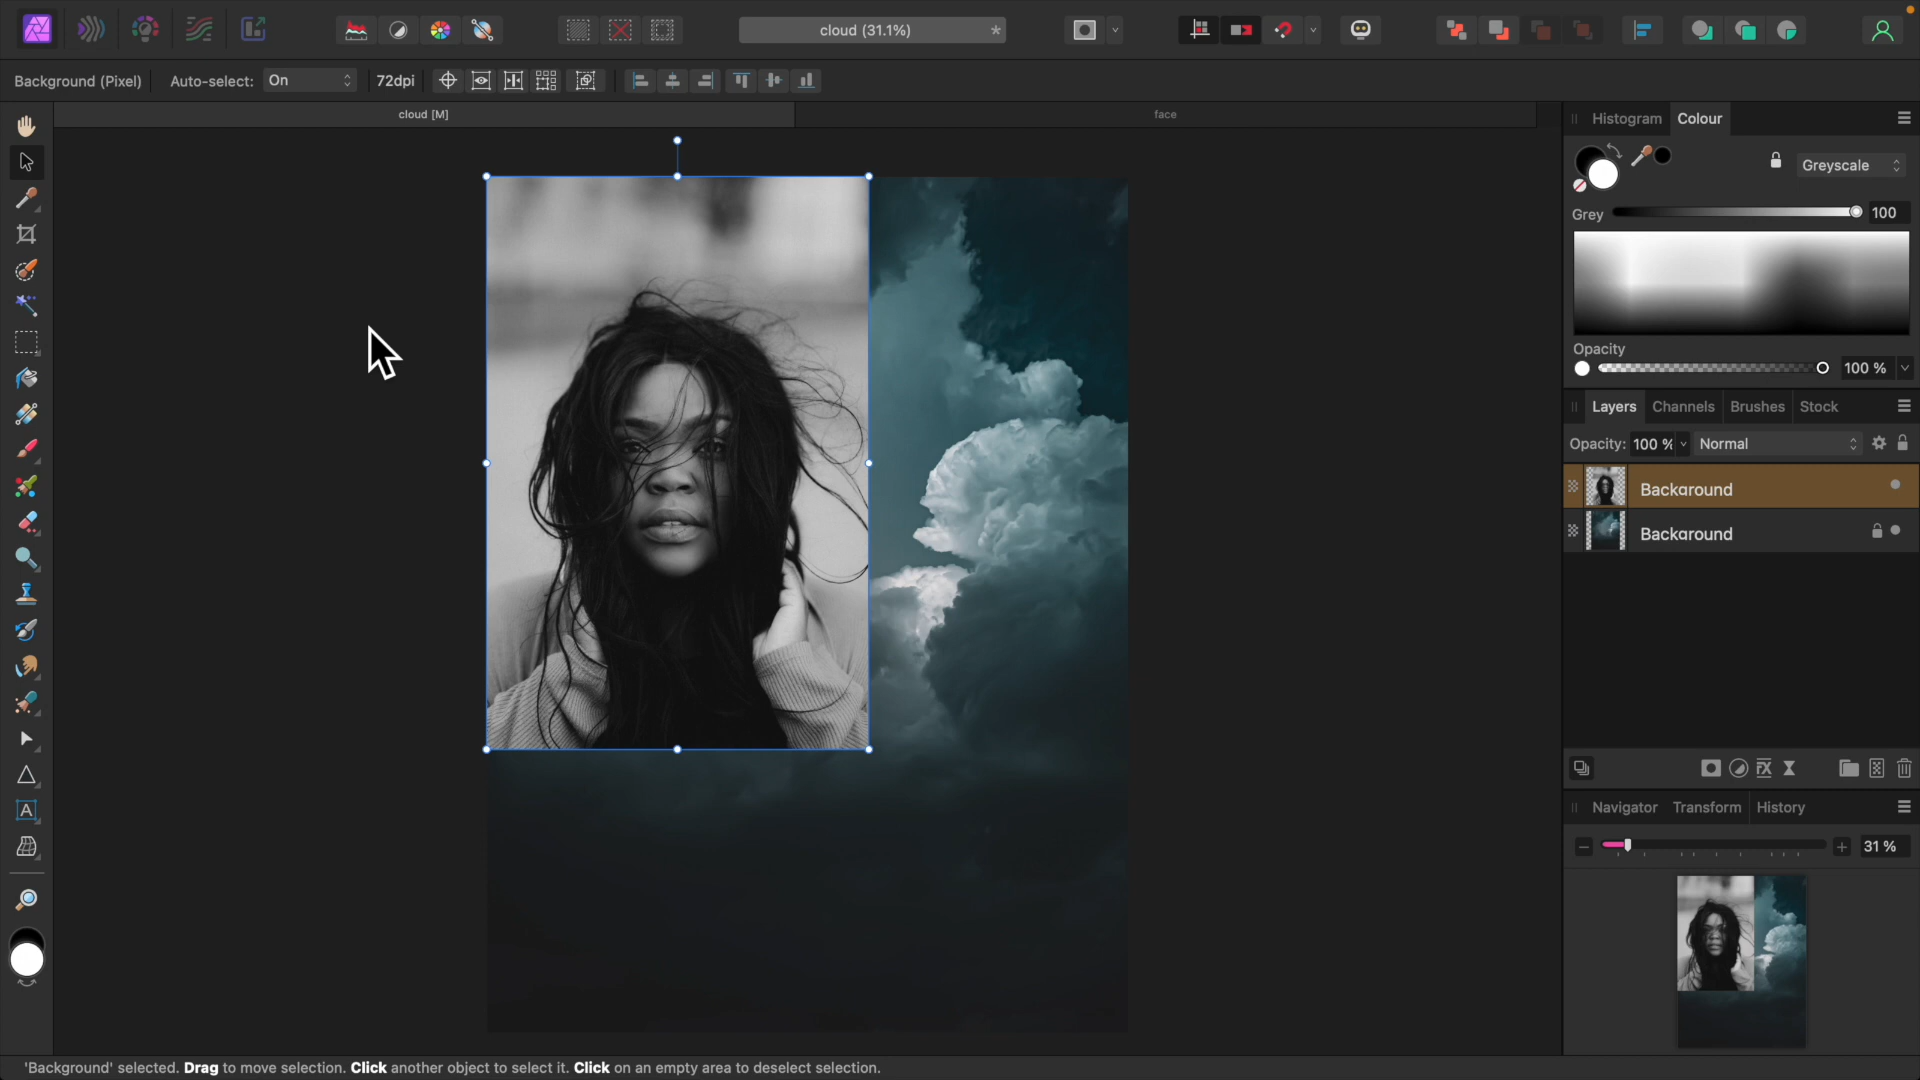 cloud (31.1%)
*
Background (Pixel)
Auto-select:
On
72dpi
cloud [M]
face
Histogram
Colour
Greyscale
Grey
100
Opacity
100 %
Layers
Channels
Brushes
Stock
Opacity:
100 %
Normal
Background
Background
A
Navigator
Transform
History
31 %
'Background' selected. Drag to move selection. Click another object to select it. Click on an empty area to deselect selection.